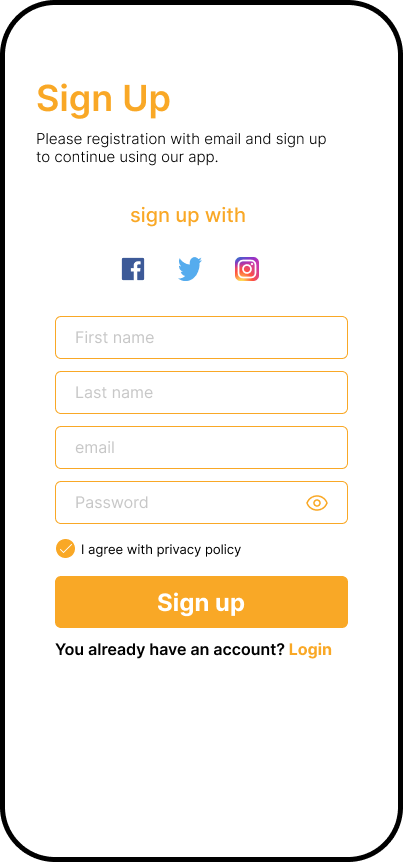 Sign Up
Please registration with email and sign up
to continue using our app.
sign up with
First name
Last name
email
Password
I agree with privacy policy
Sign up
You already have an account? Login